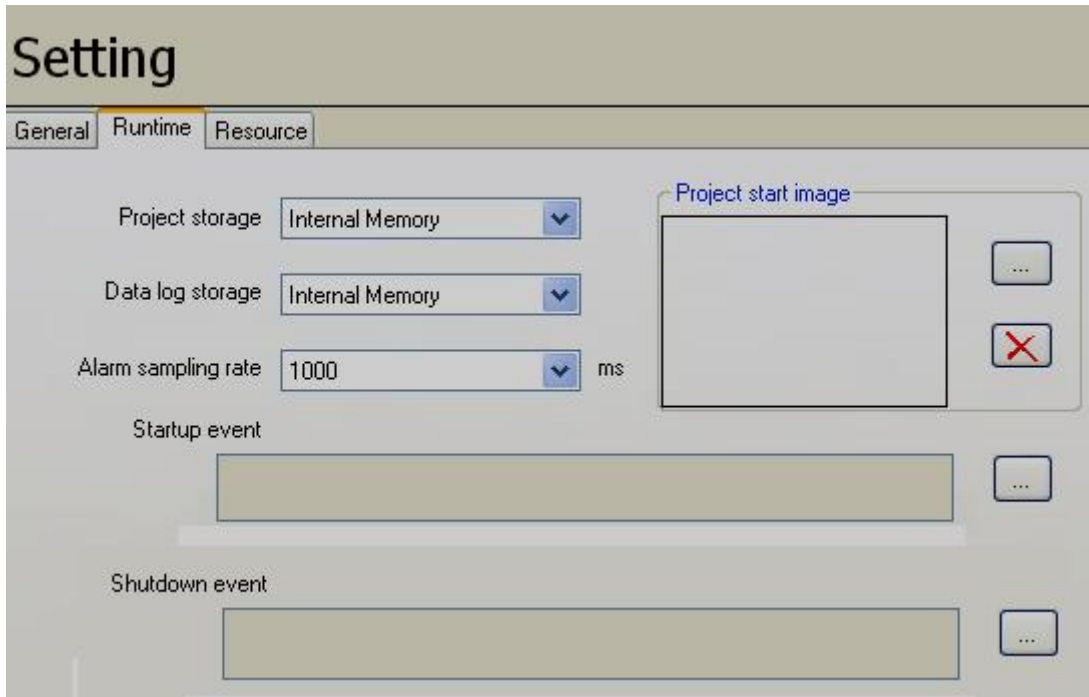 Setting
General Runtime Resource
Project storage Internal Memory
Project start image
...
Data log storage Internal Memory
Alarm sampling rate 1000 ms
Startup event
...
Shutdown event
...